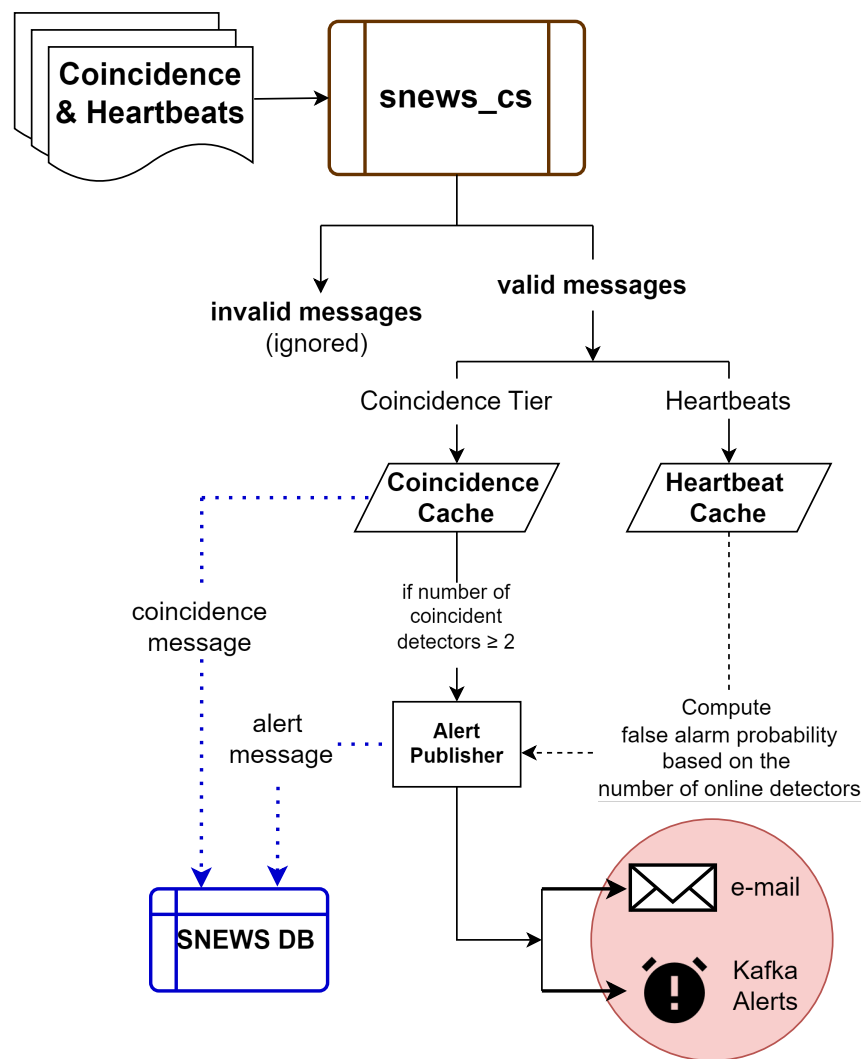 Coincidence
& Heartbeats
snews_cs
invalid messages
(ignored)
valid messages
Coincidence Tier
Heartbeats
Coincidence
Cache
Heartbeat
Cache
if number of
coincident
detectors ≥ 2
coincidence
message
alert
message
Alert
Publisher
Compute
false alarm probability
based on the
number of online detectors
SNEWS DB
e-mail
Kafka
Alerts